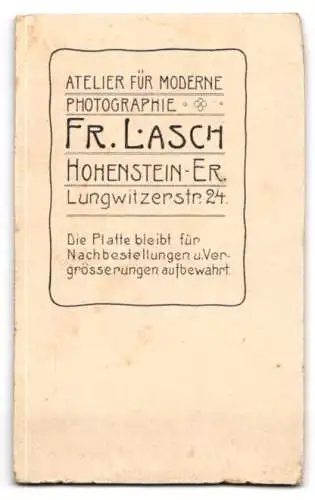 ATELIER FÜR MODERNE
PHOTOGRAPHIE
FR. LASCH
HOHENSTEIN-ER.
Lungwitzerstr. 24.
Die Platte bleibt für
Nachbestellungen u. Ver-
grösserungen aufbewahrt.